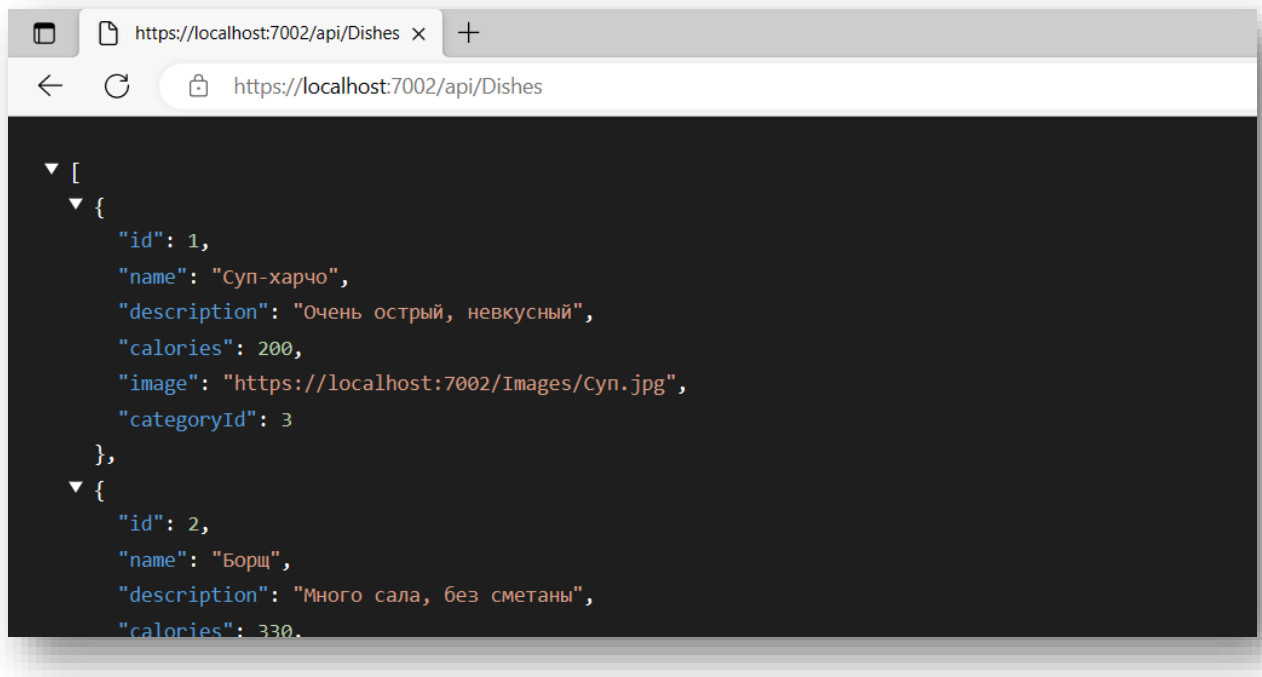 https://localhost:7002/api/Dishes
https://localhost:7002/api/Dishes
[
{
"id": 1,
"name": "Суп-харчо",
"description": "Очень острый, невкусный",
"calories": 200,
"image": "https://localhost:7002/Images/Суп.jpg",
"categoryId": 3
},
{
"id": 2,
"name": "Борщ",
"description": "Много сала, без сметаны",
"calories": 330,